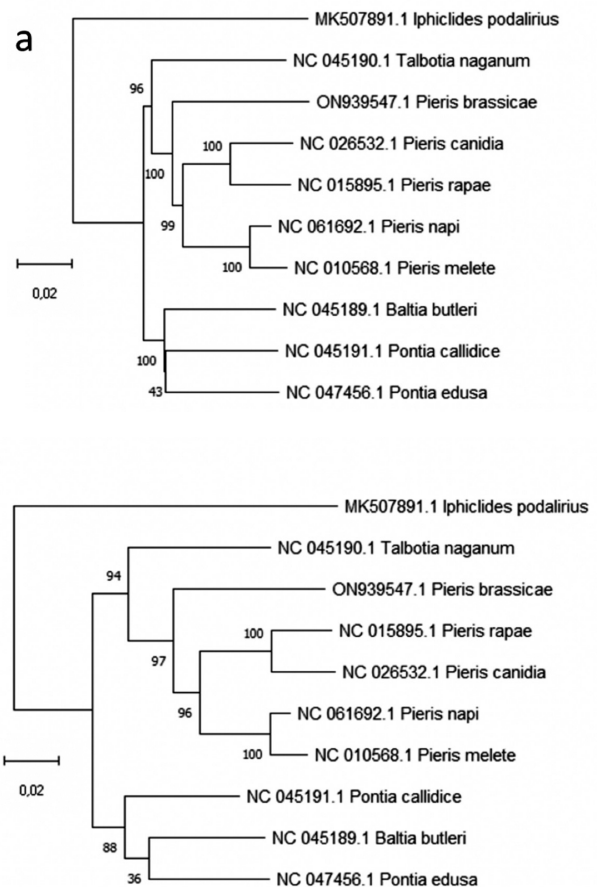 a
MK507891.1 Iphiclides podalirius
NC 045190.1 Talbotia naganum
96
ON939547.1 Pieris brassicae
NC 026532.1 Pieris canidia
100
100
NC 015895.1 Pieris rapae
NC 061692.1 Pieris napi
99
NC 010568.1 Pieris melete
100
0,02
NC 045189.1 Baltia butleri
NC 045191.1 Pontia callidice
100
NC 047456.1 Pontia edusa
43
MK507891.1 Iphiclides podalirius
NC 045190.1 Talbotia naganum
94
ON939547.1 Pieris brassicae
NC 015895.1 Pieris rapae
100
97
NC 026532.1 Pieris canidia
NC 061692.1 Pieris napi
96
NC 010568.1 Pieris melete
100
0,02
NC 045191.1 Pontia callidice
NC 045189.1 Baltia butleri
88
NC 047456.1 Pontia edusa
36